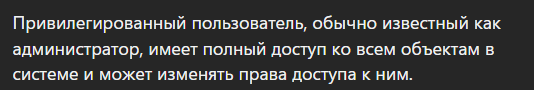 Привилегированный пользователь, обычно известный как
администратор, имеет полный доступ ко всем объектам в
системе и может изменять права доступа к ним.